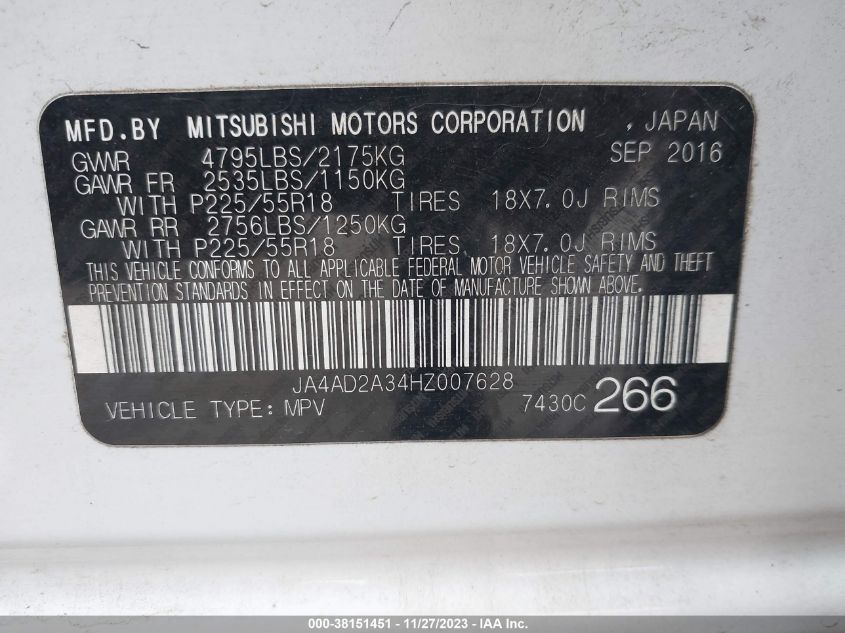 MFD.BY MITSUBISHI MOTORS CORPORATION , JAPAN
GVWR 4795LBS/2175KG SEP 2016
GAWR FR 2535LBS/1150KG
WITH P225/55R18 TIRES 18X7.0J RIMS
GAWR RR 2756LBS/1250KG
WITH P225/55R18 TIRES 18X7.0J RIMS
THIS VEHICLE CONFORMS TO ALL APPLICABLE FEDERAL MOTOR VEHICLE SAFETY AND THEFT
PREVENTION STANDARDS IN EFFECT ON THE DATE OF MANUFACTURE SHOWN ABOVE.
JA4AD2A34HZ007628
VEHICLE TYPE: MPV 7430C 266
000-38151451 - 11/27/2023 - IAA Inc.